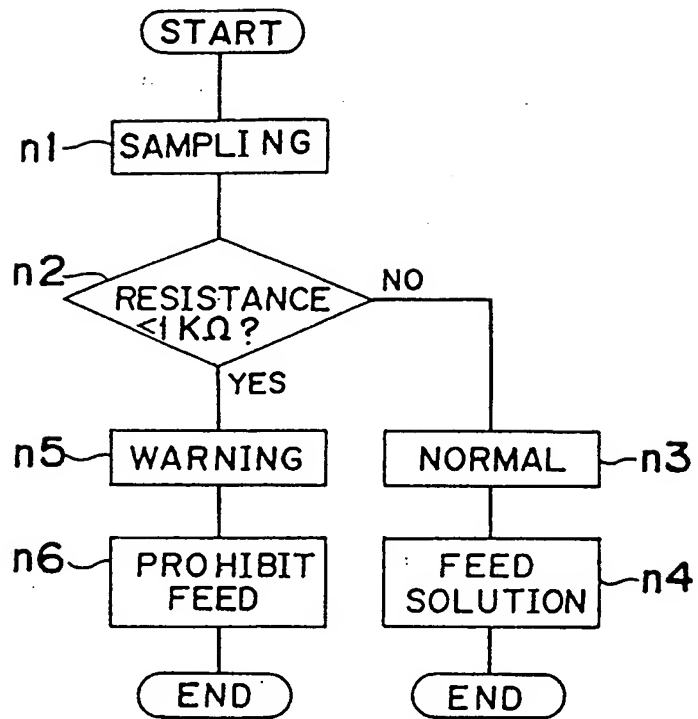 START
n1
SAMPLING
n2
RESISTANCE
<1 KΩ?
NO
YES
n5
WARNING
NORMAL
n3
n6
PROHIBIT
FEED
FEED
SOLUTION
n4
END
END